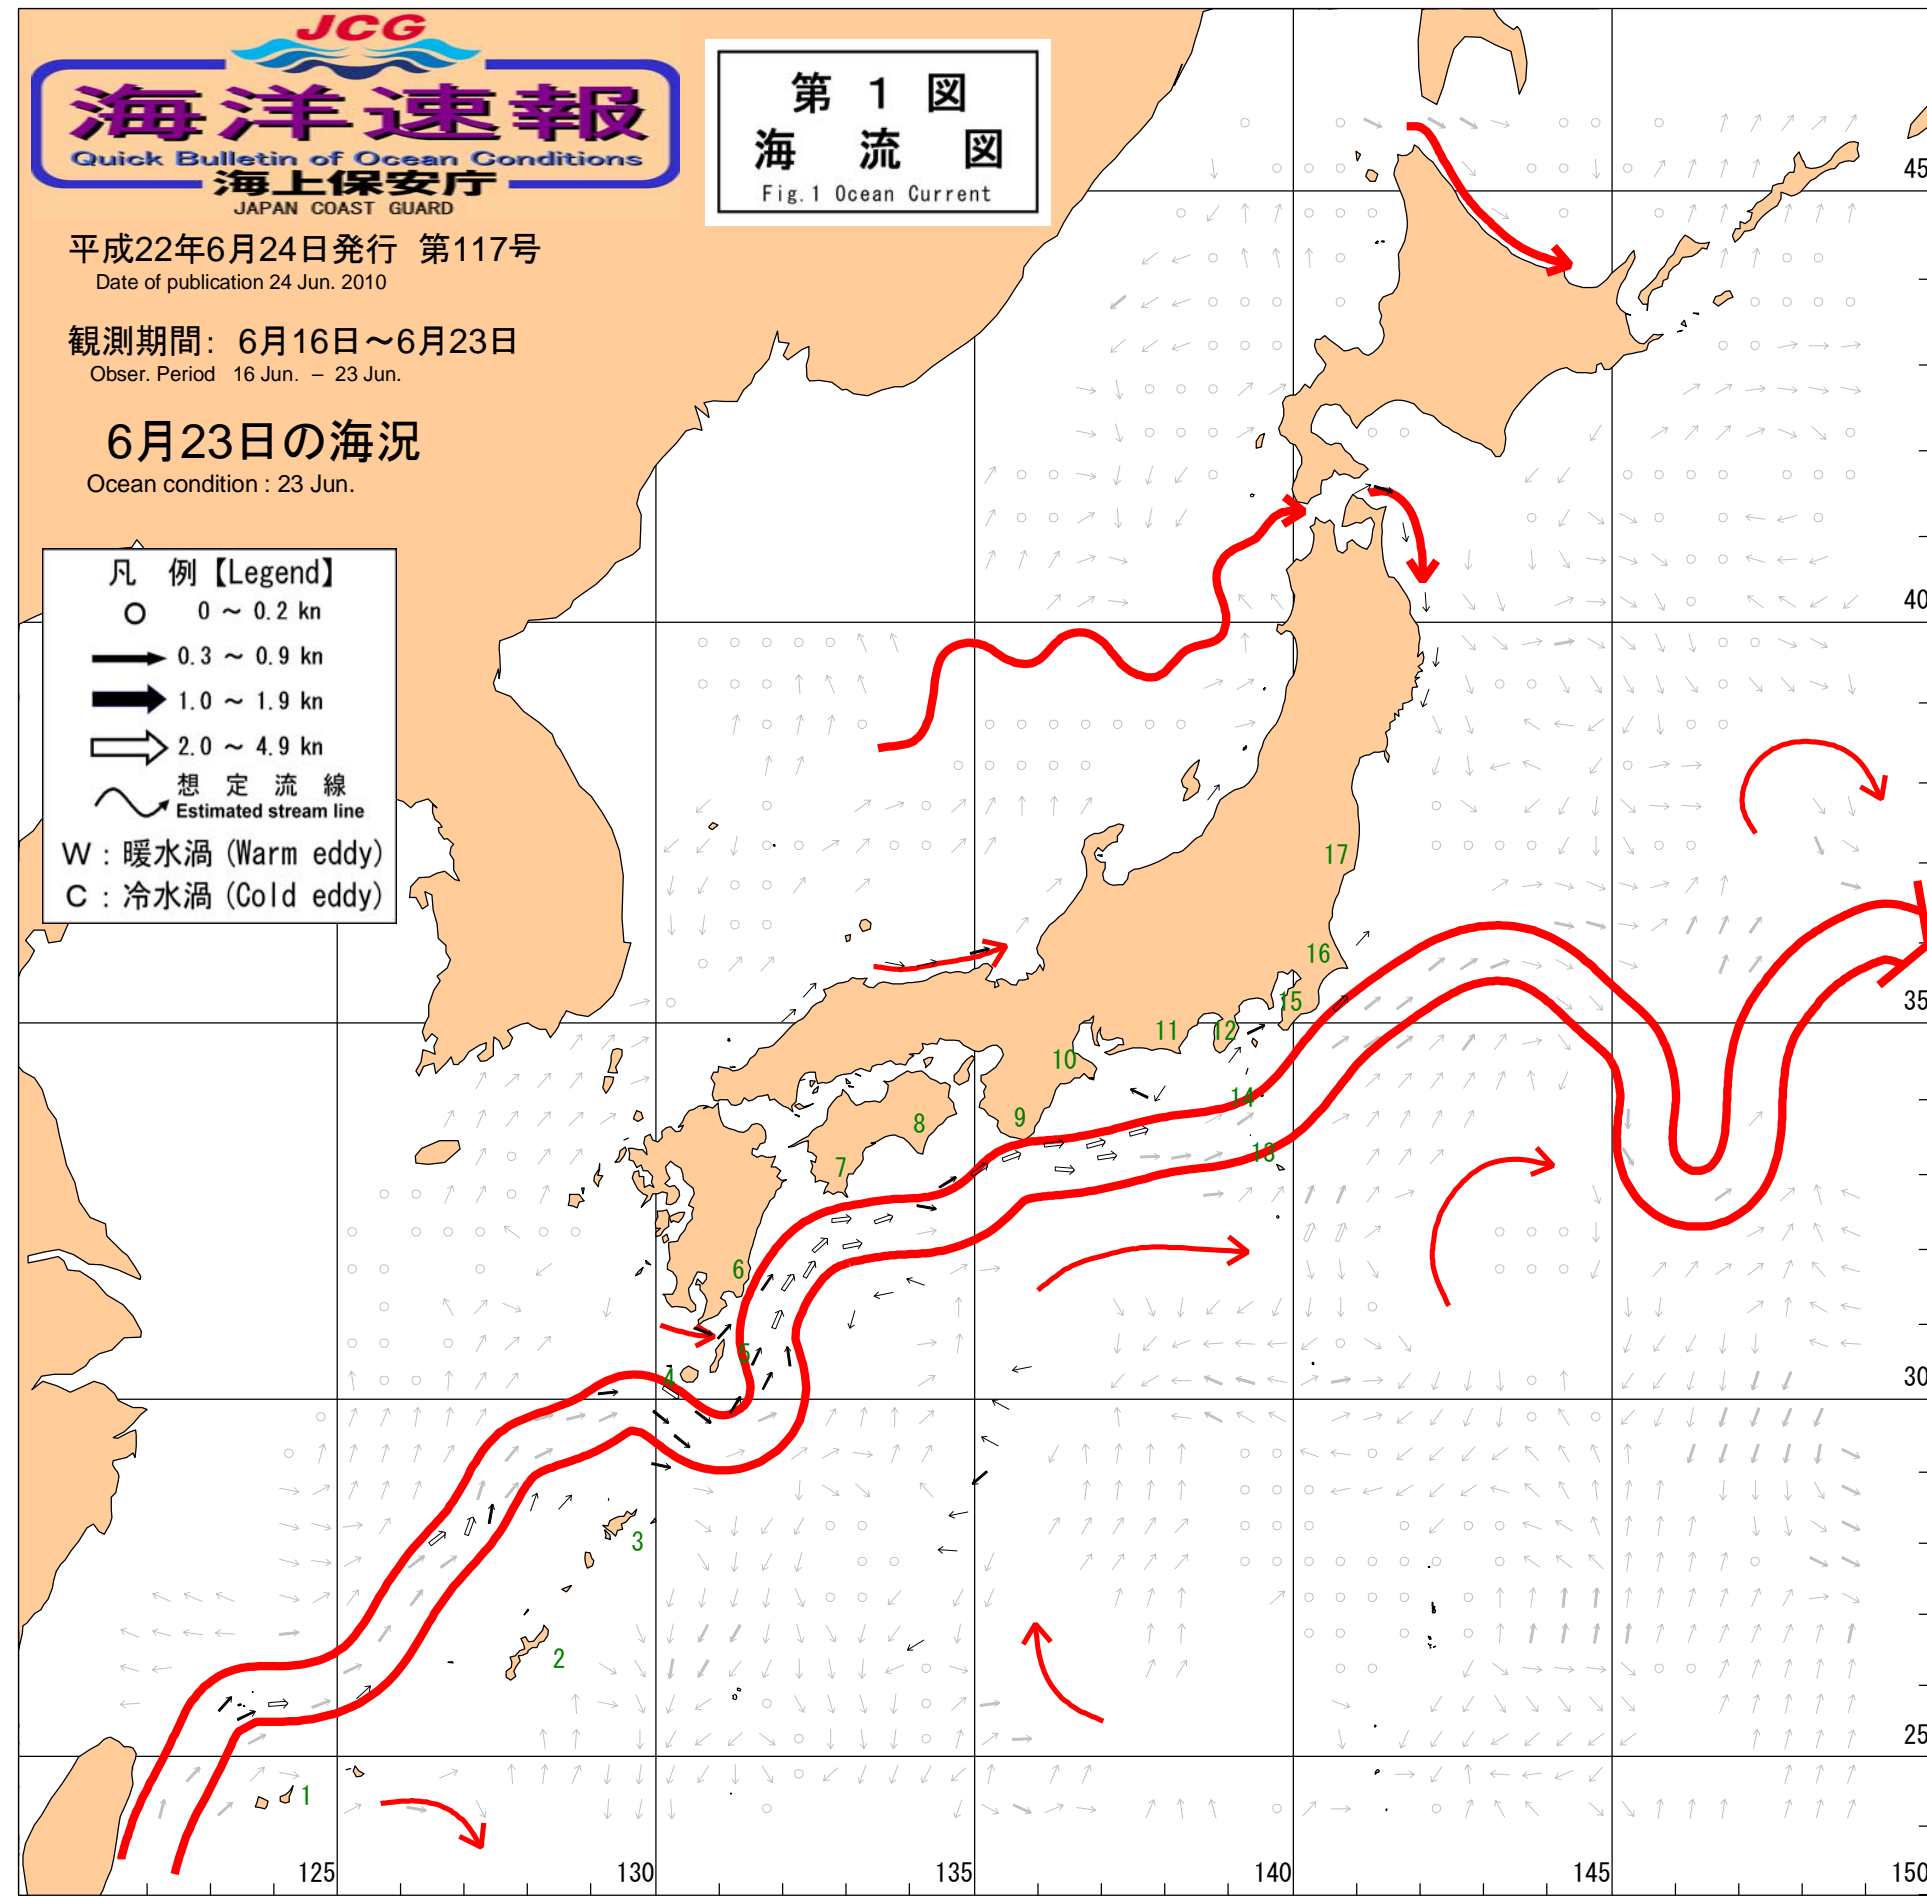 JCG
海洋速報
Quick Bulletin of Ocean Conditions
海上保安庁
JAPAN COAST GUARD
第 1 図
海 流 図
Fig.1 Ocean Current
平成22年6月24日発行 第117号
Date of publication 24 Jun. 2010
観測期間: 6月16日～6月23日
Obser. Period 16 Jun. – 23 Jun.
6月23日の海況
Ocean condition : 23 Jun.
凡 例【Legend】
0 ～ 0.2 kn
0.3 ～ 0.9 kn
1.0 ～ 1.9 kn
2.0 ～ 4.9 kn
想 定 流 線
Estimated stream line
W : 暖水渦 (Warm eddy)
C : 冷水渦 (Cold eddy)
45
40
17
16
35
15
11
12
10
14
9
8
13
7
6
5
4
30
3
2
25
1
125
130
135
140
145
150